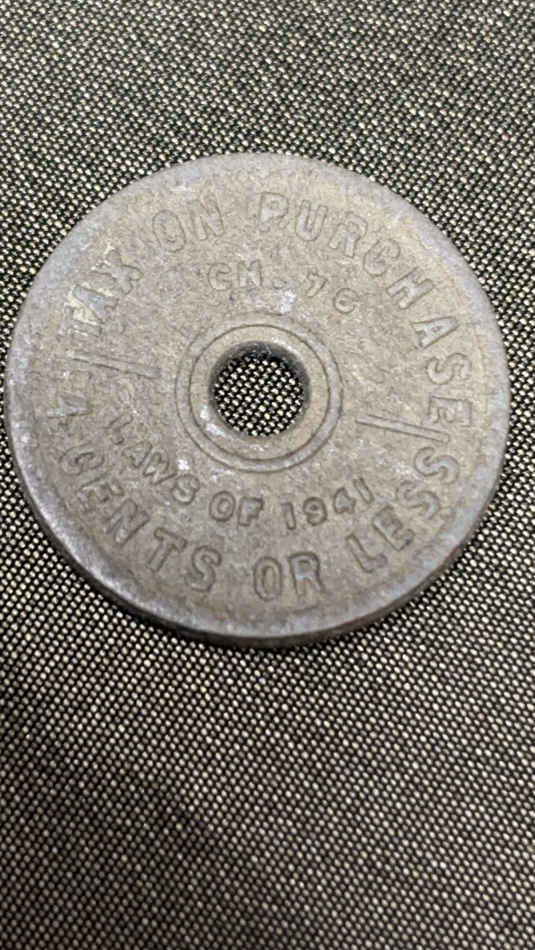 TAX ON PURCHASE
CH. 76
LAWS OF 1941
4 CENTS OR LESS